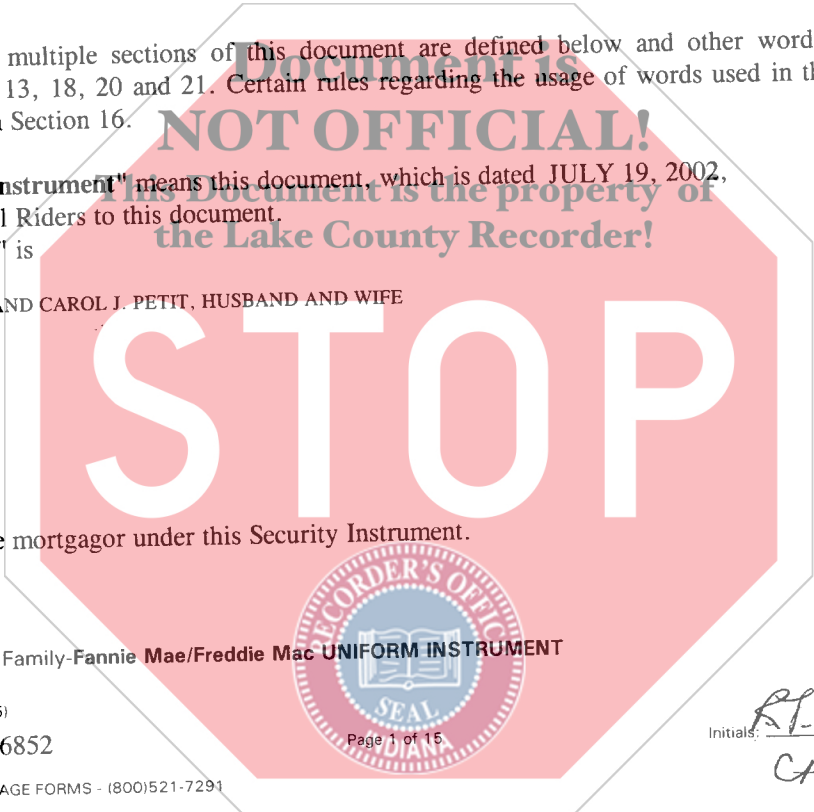 multiple sections of this document are defined below and other word
Document is
13, 18, 20 and 21. Certain rules regarding the usage of words used in th
Section 16.
NOT OFFICIAL!
nstrument" means this document, which is dated JULY 19, 2002,
This Document is the property of
l Riders to this document.
the Lake County Recorder!
" is
AND CAROL J. PETIT, HUSBAND AND WIFE
STOP
e mortgagor under this Security Instrument.
RECORDER'S OFFICE
SEAL
INDIANA
Family-Fannie Mae/Freddie Mac UNIFORM INSTRUMENT
6852
Page 1 of 15
Initials:
AGE FORMS - (800)521-7291